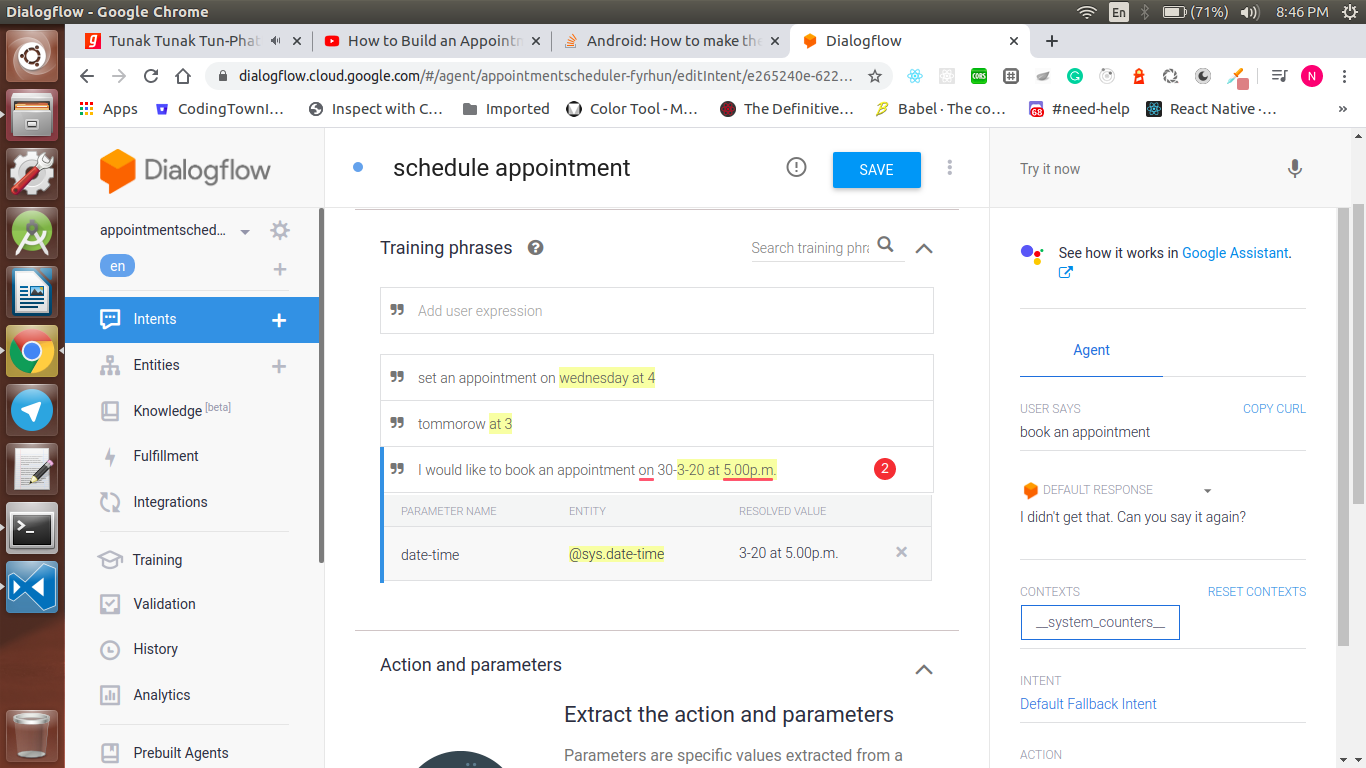 Dialogflow - Google Chrome
En
(71%)
8:46 PM
Tunak Tunak Tun-Phat
How to Build an Appointm
Android: How to make the
Dialogflow
dialogflow.cloud.google.com/#/agent/appointmentscheduler-fyrhun/editIntent/e265240e-622...
CORS
N
Apps
CodingTownI...
Inspect with C...
Imported
Color Tool - M...
The Definitive...
Babel · The co...
68
#need-help
React Native ·...
»
Dialogflow
schedule appointment
SAVE
Try it now
appointmentsched...
en
Intents
Entities
Knowledge [beta]
Fulfillment
Integrations
Training
Validation
History
Analytics
Prebuilt Agents
Training phrases
Search training phra
Add user expression
set an appointment on wednesday at 4
tommorow at 3
I would like to book an appointment on 30-3-20 at 5.00p.m.
2
PARAMETER NAME ENTITY RESOLVED VALUE
date-time @sys.date-time 3-20 at 5.00p.m.
Action and parameters
Extract the action and parameters
Parameters are specific values extracted from a
See how it works in Google Assistant.
Agent
USER SAYS COPY CURL
book an appointment
DEFAULT RESPONSE
I didn't get that. Can you say it again?
CONTEXTS RESET CONTEXTS
__system_counters__
INTENT
Default Fallback Intent
ACTION